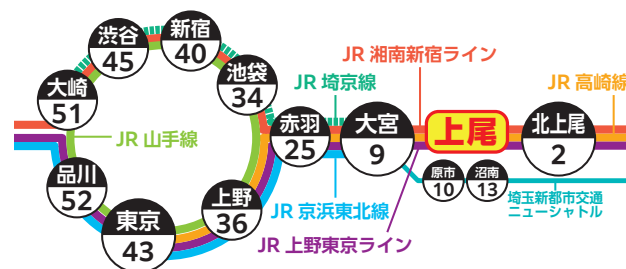 新宿
40
渋谷
45
池袋
34
大崎
51
JR 湘南新宿ライン
JR 埼京線
JR 高崎線
JR 山手線
赤羽
25
大宮
9
上尾
北上尾
2
原市
10
沼南
13
品川
52
上野
36
東京
43
JR 京浜東北線
JR 上野東京ライン
埼玉新都市交通
ニューシャトル